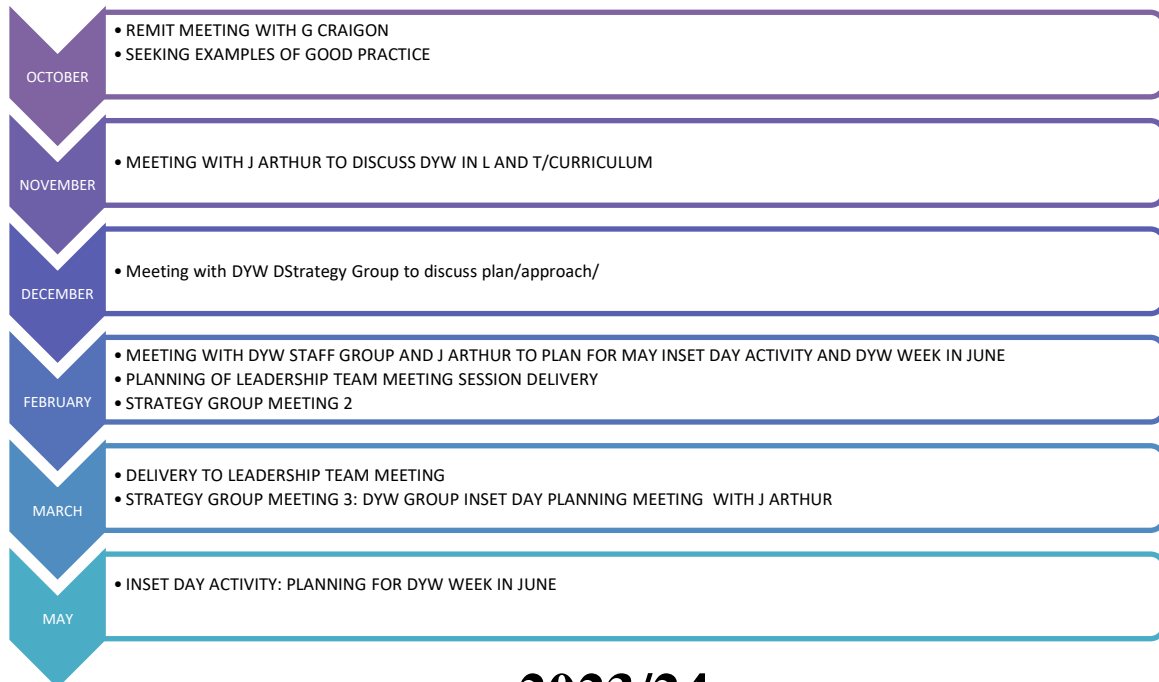 • REMIT MEETING WITH G CRAIGON
• SEEKING EXAMPLES OF GOOD PRACTICE
OCTOBER
• MEETING WITH J ARTHUR TO DISCUSS DYW IN L AND T/CURRICULUM
NOVEMBER
• Meeting with DYW DStrategy Group to discuss plan/approach/
DECEMBER
• MEETING WITH DYW STAFF GROUP AND J ARTHUR TO PLAN FOR MAY INSET DAY ACTIVITY AND DYW WEEK IN JUNE
• PLANNING OF LEADERSHIP TEAM MEETING SESSION DELIVERY
• STRATEGY GROUP MEETING 2
FEBRUARY
• DELIVERY TO LEADERSHIP TEAM MEETING
• STRATEGY GROUP MEETING 3: DYW GROUP INSET DAY PLANNING MEETING WITH J ARTHUR
MARCH
• INSET DAY ACTIVITY: PLANNING FOR DYW WEEK IN JUNE
MAY
2023/24